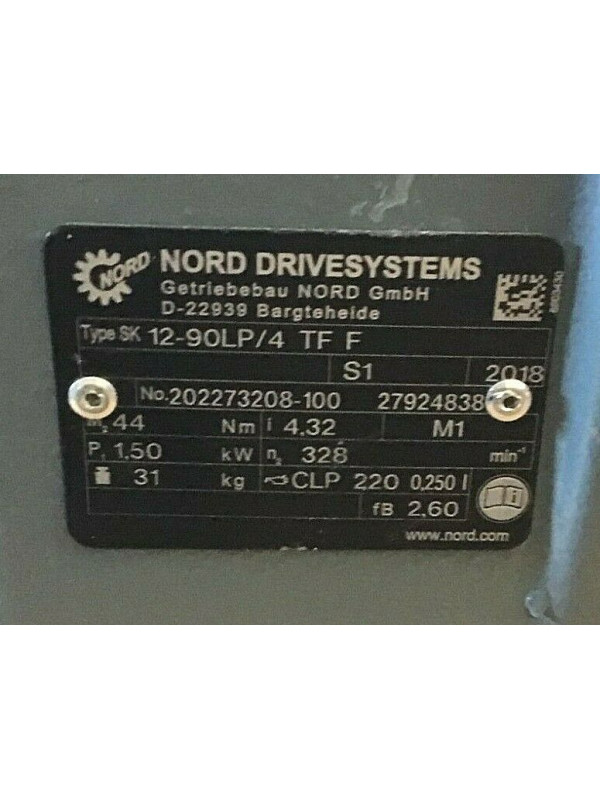 NORD
NORD DRIVESYSTEMS
Getriebebau NORD GmbH
D-22939 Bargteheide
Type SK 12-90LP/4 TF F
S1 2018
No. 202273208-100 27924838
M₂ 44 Nm i 4,32 M1
P₁ 1,50 kW n₂ 328 min⁻¹
31 kg CLP 220 0,250 l
fB 2,60
i
www.nord.com